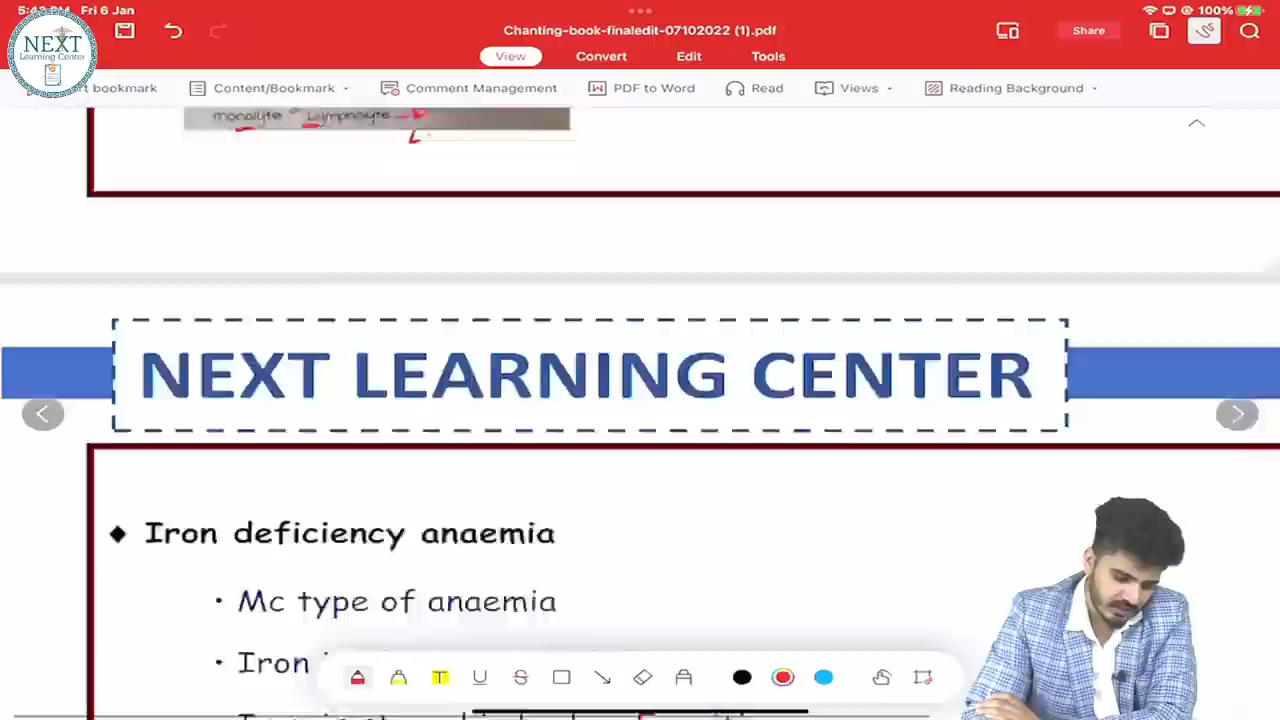 5:43 PM Fri 6 Jan
100%
NEXT
Learning Center
Chanting-book-finaledit-07102022 (1).pdf
Share
View
Convert
Edit
Tools
bookmark
Content/Bookmark
Comment Management
PDF to Word
Read
Views
Reading Background
monocyte Lymphocyte
NEXT LEARNING CENTER
Iron deficiency anaemia
• Mc type of anaemia
• Iron